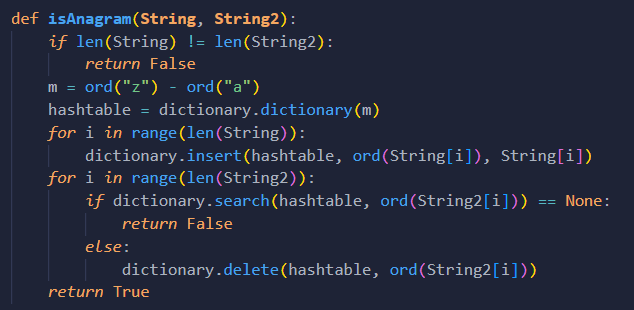 def isAnagram(String, String2):
    if len(String) != len(String2):
        return False
    m = ord("z") - ord("a")
    hashtable = dictionary.dictionary(m)
    for i in range(len(String)):
        dictionary.insert(hashtable, ord(String[i]), String[i])
    for i in range(len(String2)):
        if dictionary.search(hashtable, ord(String2[i])) == None:
            return False
        else:
            dictionary.delete(hashtable, ord(String2[i]))
    return True